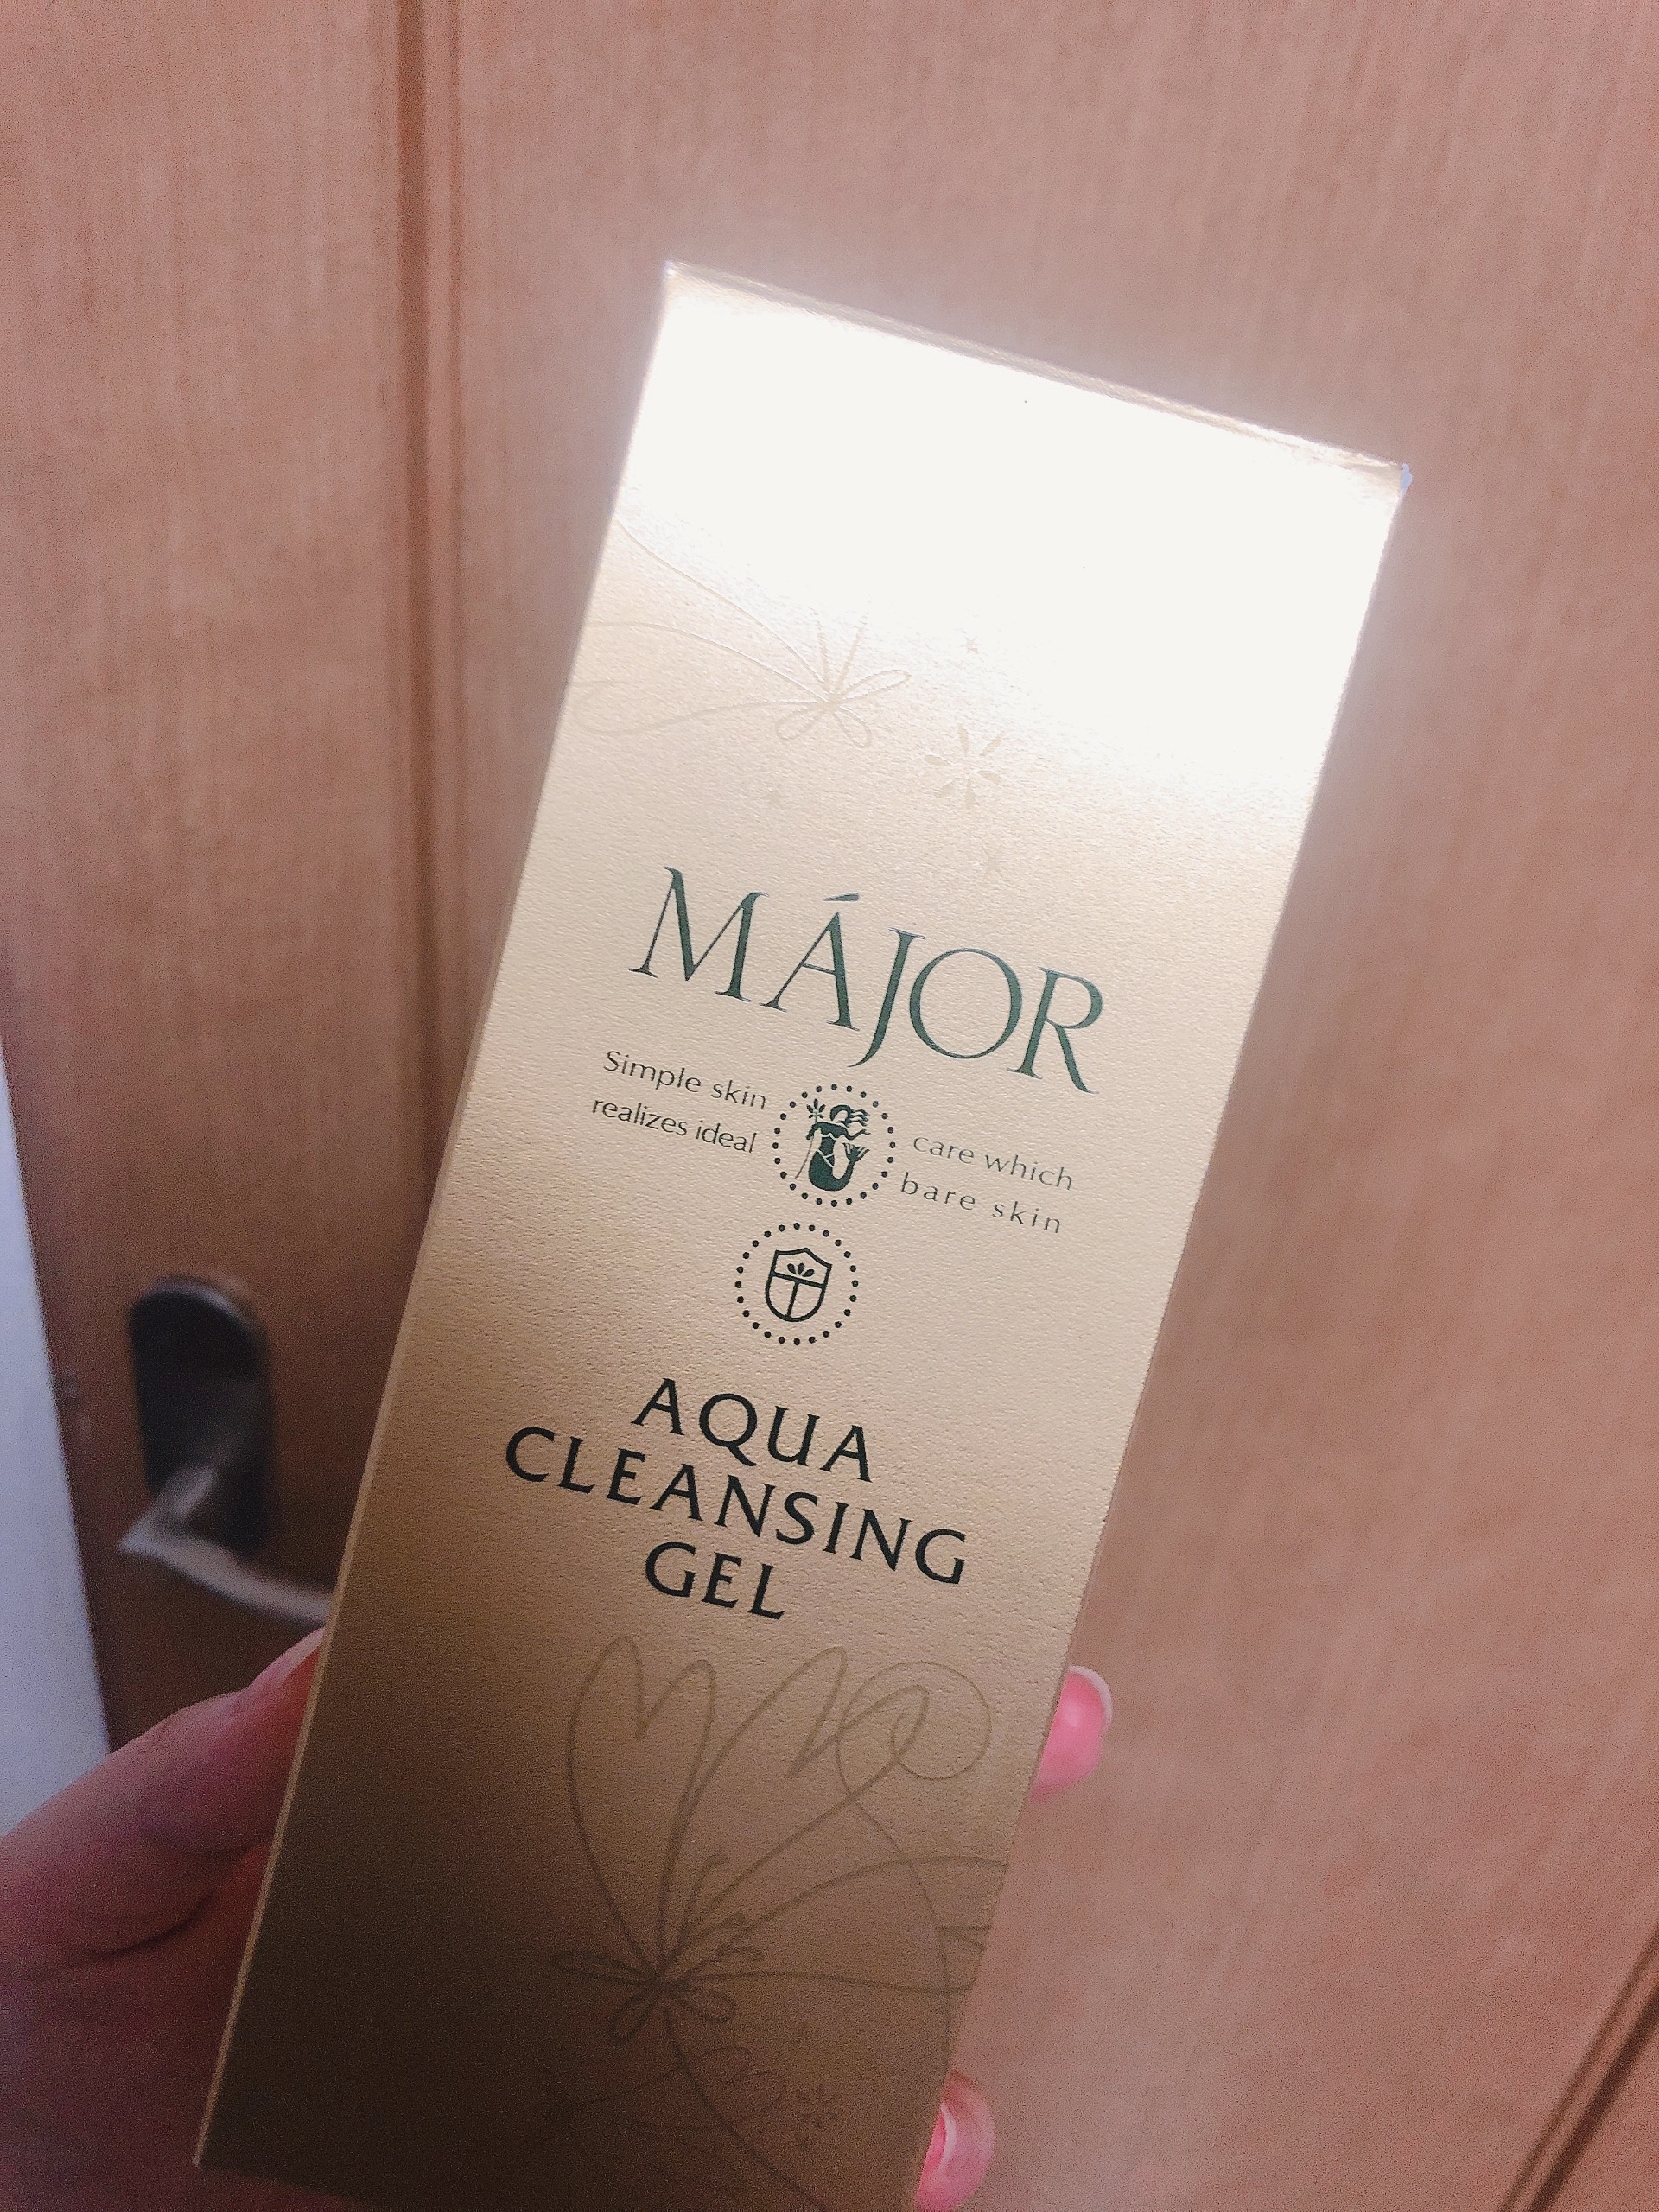 MÁJOR
Simple skin care which
realizes ideal bare skin
AQUA
CLEANSING
GEL